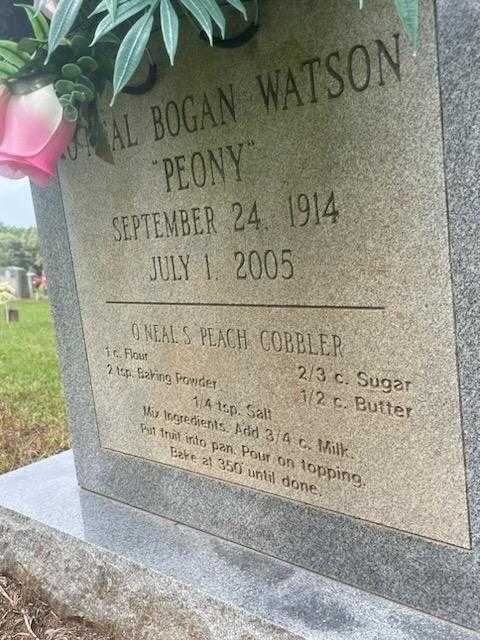 BOGAN WATSON
"PEONY"
SEPTEMBER 24, 1914
JULY 1, 2005
O'NEAL'S PEACH COBBLER
1 c. Flour 2/3 c. Sugar
2 tsp. Baking Powder 1/2 c. Butter
1/4 tsp. Salt
Mix Ingredients. Add 3/4 c. Milk.
Put fruit into pan. Pour on topping.
Bake at 350° until done.